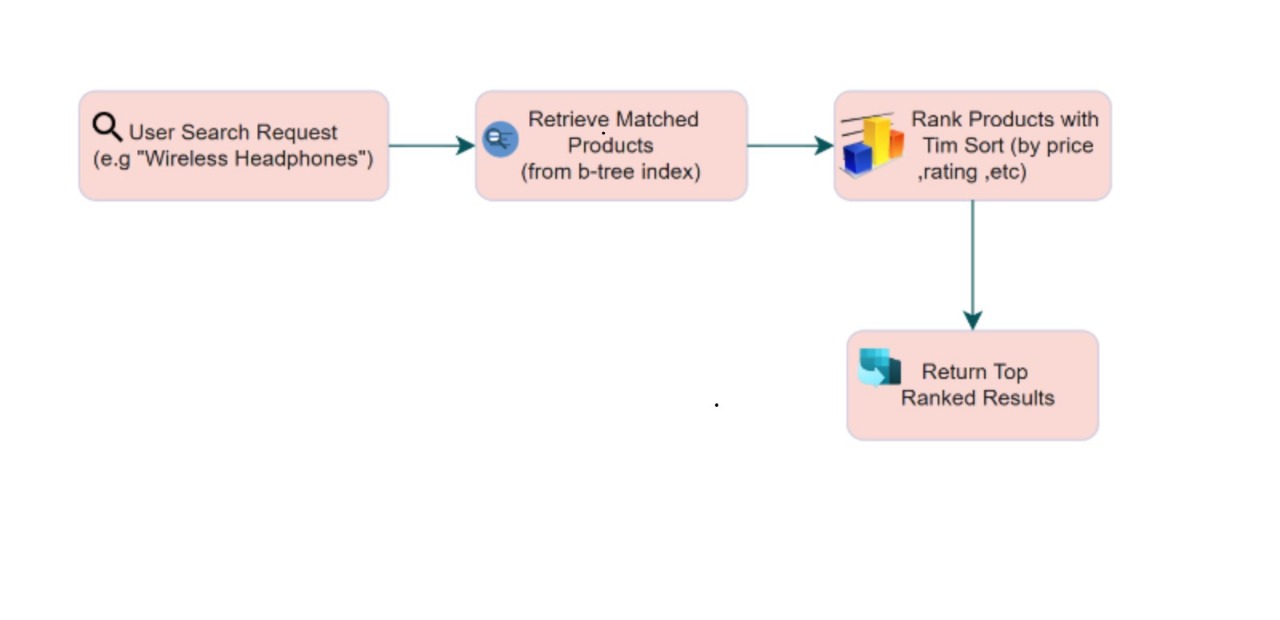 User Search Request
(e.g "Wireless Headphones")
Retrieve Matched
Products
(from b-tree index)
Rank Products with
Tim Sort (by price
,rating ,etc)
Return Top
Ranked Results